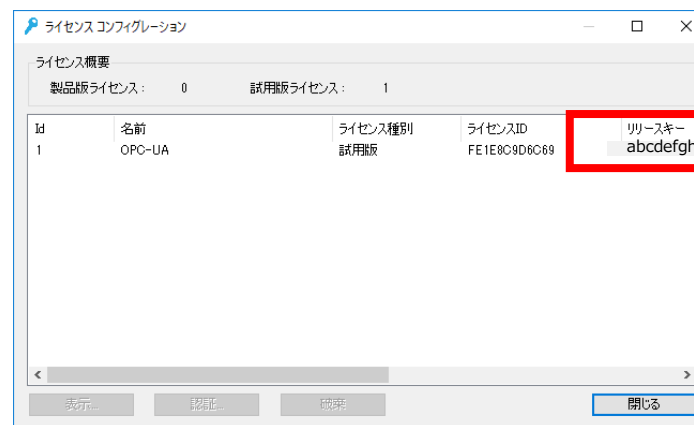 ライセンス コンフィグレーション
ライセンス概要
製品版ライセンス： 0 試用版ライセンス： 1
Id 名前 ライセンス種別 ライセンスID リリースキー
1 OPC-UA 試用版 FE1E8C9D6C69 abcdefgh
表示... 認証... 破棄 閉じる